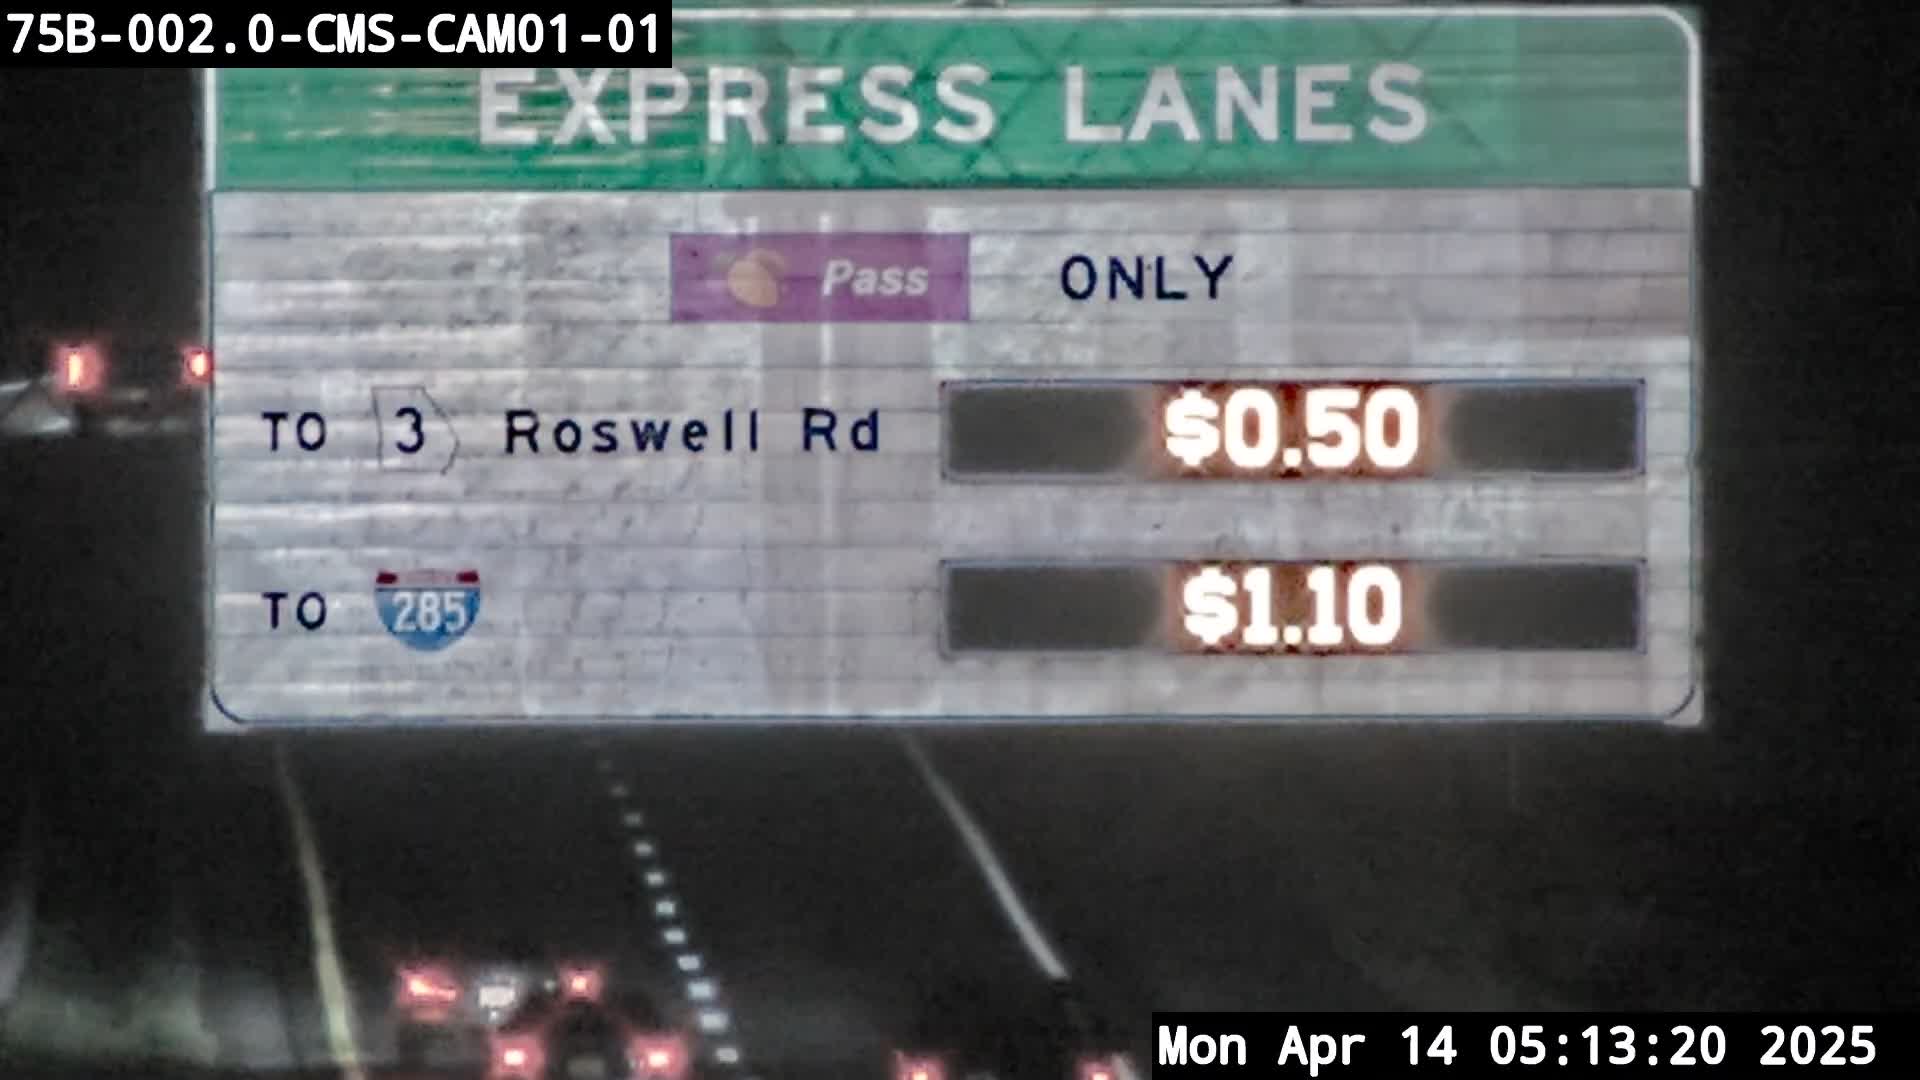 75B-002.0-CMS-CAM01-01
EXPRESS LANES
Pass ONLY
TO 3 Roswell Rd $0.50
TO 285 $1.10
Mon Apr 14 05:13:20 2025